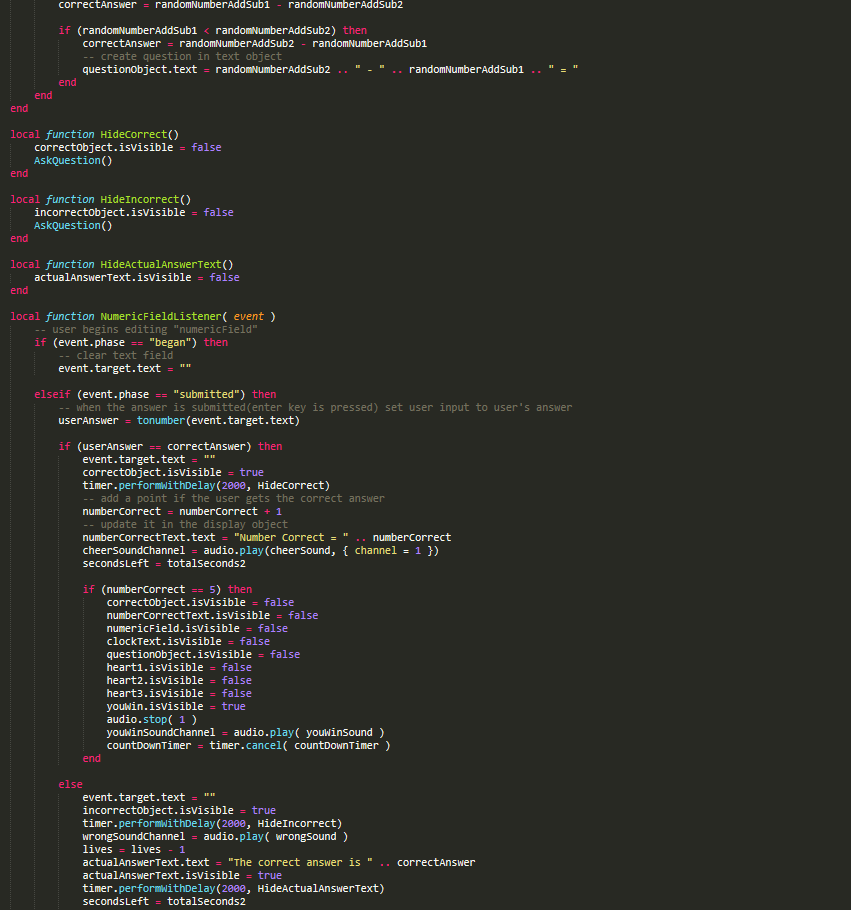 correctAnswer = randomNumberAddSub1 - randomNumberAddSub2
if (randomNumberAddSub1 < randomNumberAddSub2) then
correctAnswer = randomNumberAddSub2 - randomNumberAddSub1
-- create question in text object
questionObject.text = randomNumberAddSub2 .. " - " .. randomNumberAddSub1 .. " = "
end
end
end
local function HideCorrect()
correctObject.isVisible = false
AskQuestion()
end
local function HideIncorrect()
incorrectObject.isVisible = false
AskQuestion()
end
local function HideActualAnswerText()
actualAnswerText.isVisible = false
end
local function NumericFieldListener( event )
-- user begins editing "numericField"
if (event.phase == "began") then
-- clear text field
event.target.text = ""
elseif (event.phase == "submitted") then
-- when the answer is submitted(enter key is pressed) set user input to user's answer
userAnswer = tonumber(event.target.text)
if (userAnswer == correctAnswer) then
event.target.text = ""
correctObject.isVisible = true
timer.performWithDelay(2000, HideCorrect)
-- add a point if the user gets the correct answer
numberCorrect = numberCorrect + 1
-- update it in the display object
numberCorrectText.text = "Number Correct = " .. numberCorrect
cheerSoundChannel = audio.play(cheerSound, { channel = 1 })
secondsLeft = totalSeconds2
if (numberCorrect == 5) then
correctObject.isVisible = false
numberCorrectText.isVisible = false
numericField.isVisible = false
clockText.isVisible = false
questionObject.isVisible = false
heart1.isVisible = false
heart2.isVisible = false
heart3.isVisible = false
youWin.isVisible = true
audio.stop( 1 )
youWinSoundChannel = audio.play( youWinSound )
countDownTimer = timer.cancel( countDownTimer )
end
else
event.target.text = ""
incorrectObject.isVisible = true
timer.performWithDelay(2000, HideIncorrect)
wrongSoundChannel = audio.play( wrongSound )
lives = lives - 1
actualAnswerText.text = "The correct answer is " .. correctAnswer
actualAnswerText.isVisible = true
timer.performWithDelay(2000, HideActualAnswerText)
secondsLeft = totalSeconds2